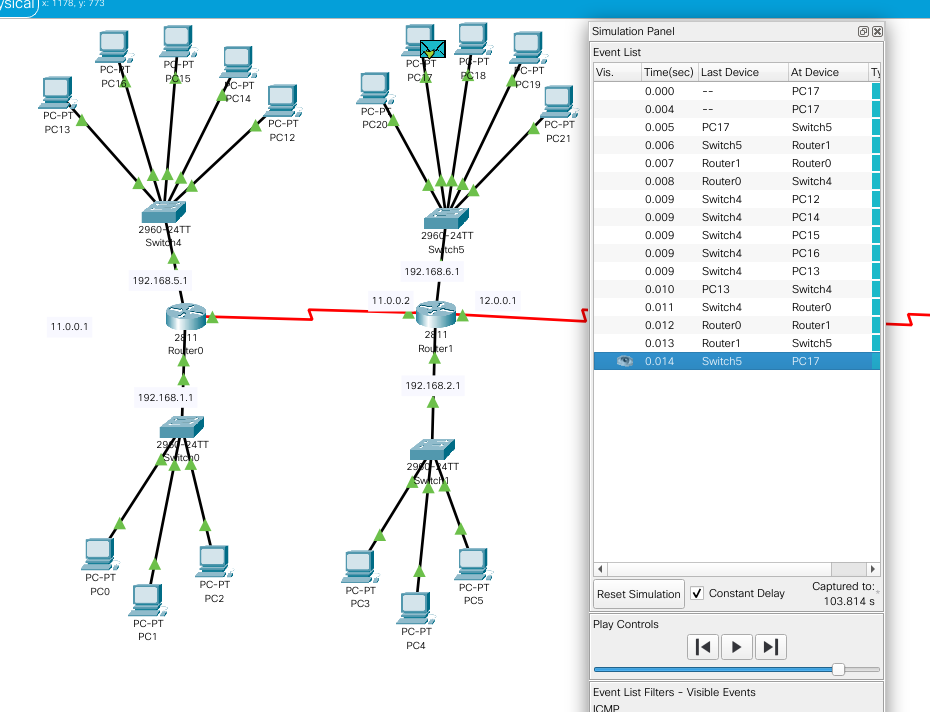 ysical
x: 1178, y: 773
PC-PT
PC16
PC-PT
PC15
PC-PT
PC14
PC-PT
PC13
PC-PT
PC12
PC-PT
PC17
PC-PT
PC18
PC-PT
PC19
PC-PT
PC20
PC-PT
PC21
2960-24TT
Switch4
2960-24TT
Switch5
192.168.5.1
192.168.6.1
11.0.0.1
11.0.0.2
12.0.0.1
2811
Router0
2811
Router1
192.168.1.1
192.168.2.1
2960-24TT
Switch0
2960-24TT
Switch1
PC-PT
PC0
PC-PT
PC1
PC-PT
PC2
PC-PT
PC3
PC-PT
PC4
PC-PT
PC5
Simulation Panel
Event List
Vis. Time(sec) Last Device At Device Ty
0.000 -- PC17
0.004 -- PC17
0.005 PC17 Switch5
0.006 Switch5 Router1
0.007 Router1 Router0
0.008 Router0 Switch4
0.009 Switch4 PC12
0.009 Switch4 PC14
0.009 Switch4 PC15
0.009 Switch4 PC16
0.009 Switch4 PC13
0.010 PC13 Switch4
0.011 Switch4 Router0
0.012 Router0 Router1
0.013 Router1 Switch5
0.014 Switch5 PC17
Reset Simulation
Constant Delay
Captured to:
103.814 s
Play Controls
Event List Filters - Visible Events
ICMP